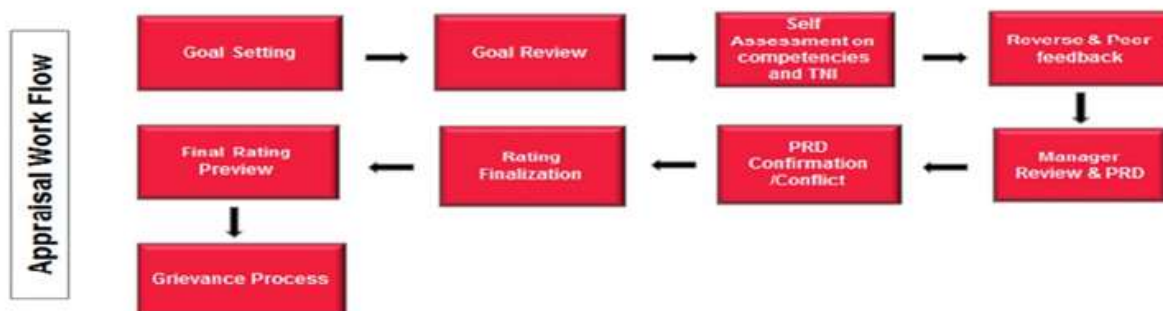 Appraisal Work Flow
Goal Setting
Goal Review
Self
Assessment on
competencies
and TNI
Reverse & Peer
feedback
Manager
Review & PRD
PRD
Confirmation
/Conflict
Rating
Finalization
Final Rating
Preview
Grievance Process